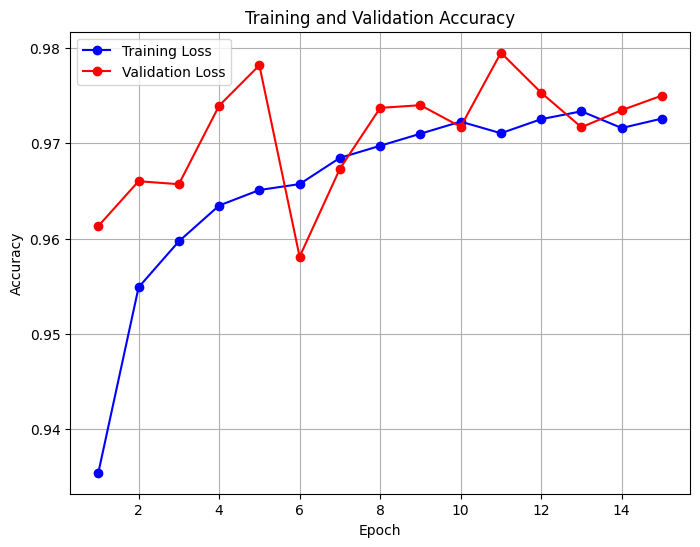 Training and Validation Accuracy
Training Loss
Validation Loss
0.98
0.97
0.96
0.95
0.94
Accuracy
2 4 6 8 10 12 14
Epoch